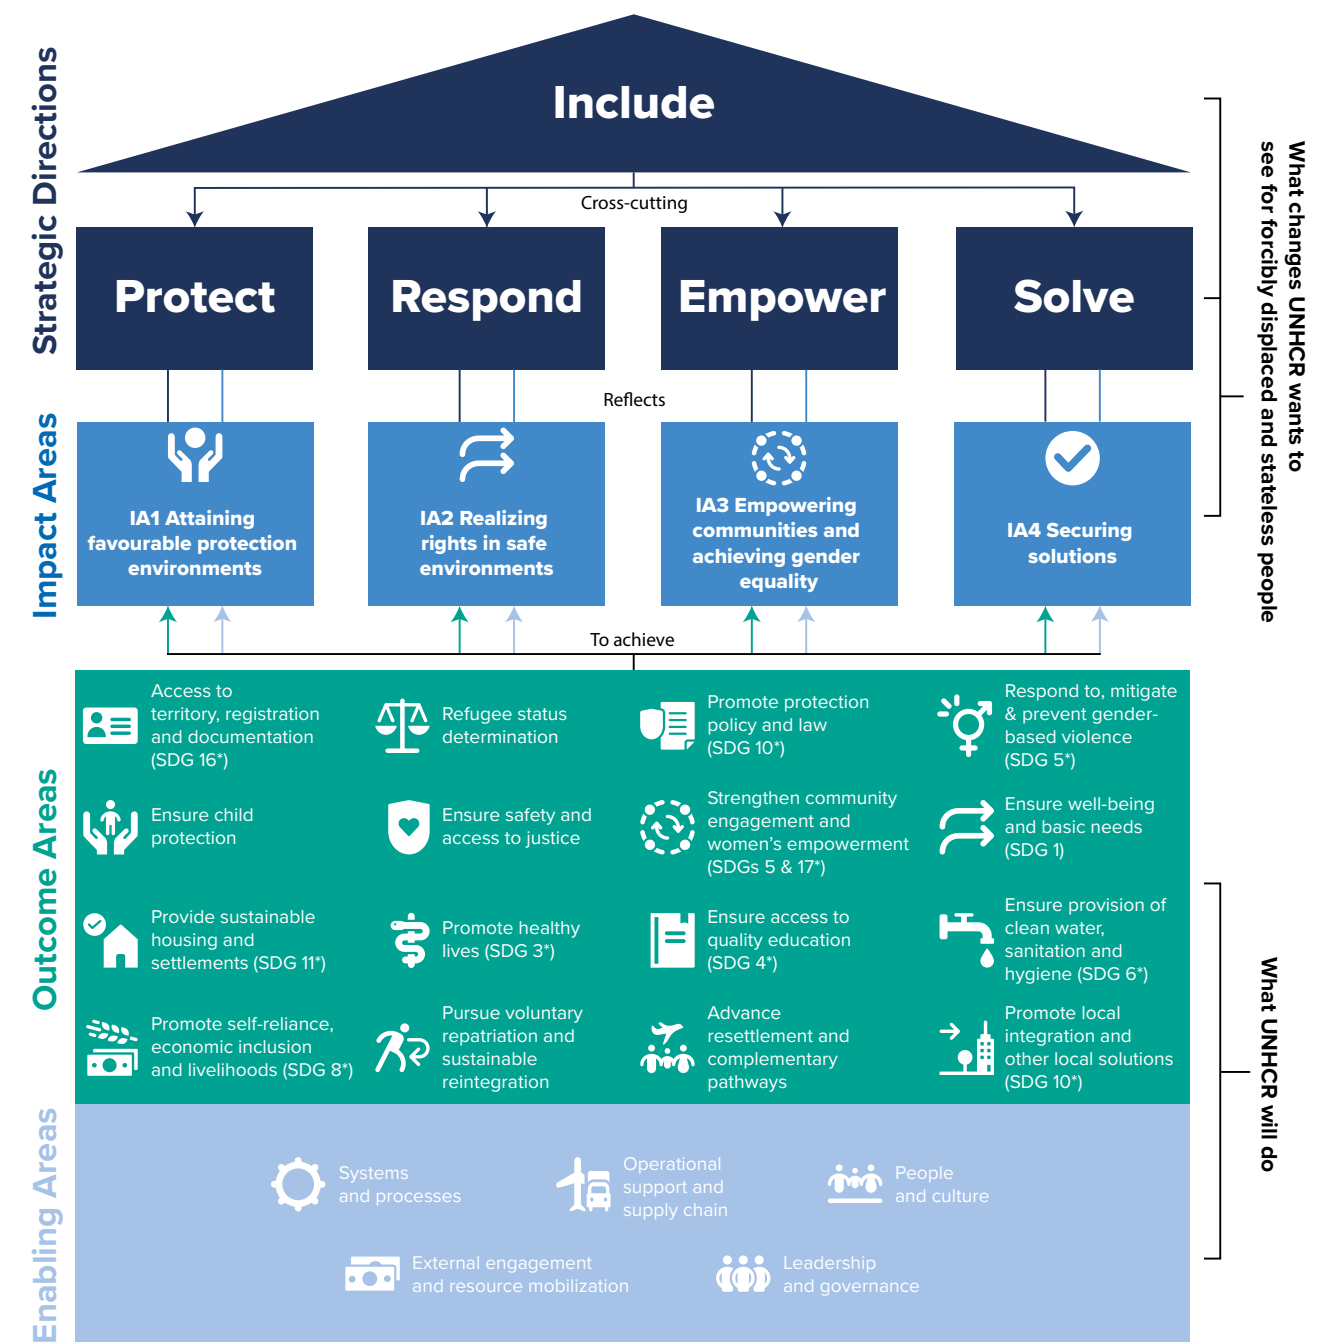 Strategic Directions
Include
Cross-cutting
Protect
Respond
Empower
Solve
What changes UNHCR wants to
see for forcibly displaced and stateless people
Reflects
Impact Areas
IA1 Attaining
favourable protection
environments
IA2 Realizing
rights in safe
environments
IA3 Empowering
communities and
achieving gender
equality
IA4 Securing
solutions
To achieve
Outcome Areas
Access to
territory, registration
and documentation
(SDG 16*)
Refugee status
determination
Promote protection
policy and law
(SDG 10*)
Respond to, mitigate
& prevent gender-
based violence
(SDG 5*)
Ensure child
protection
Ensure safety and
access to justice
Strengthen community
engagement and
women’s empowerment
(SDGs 5 & 17*)
Ensure well-being
and basic needs
(SDG 1)
Provide sustainable
housing and
settlements (SDG 11*)
Promote healthy
lives (SDG 3*)
Ensure access to
quality education
(SDG 4*)
Ensure provision of
clean water,
sanitation and
hygiene (SDG 6*)
Promote self-reliance,
economic inclusion
and livelihoods (SDG 8*)
Pursue voluntary
repatriation and
sustainable
reintegration
Advance
resettlement and
complementary
pathways
Promote local
integration and
other local solutions
(SDG 10*)
What UNHCR will do
Enabling Areas
Systems
and processes
Operational
support and
supply chain
People
and culture
External engagement
and resource mobilization
Leadership
and governance